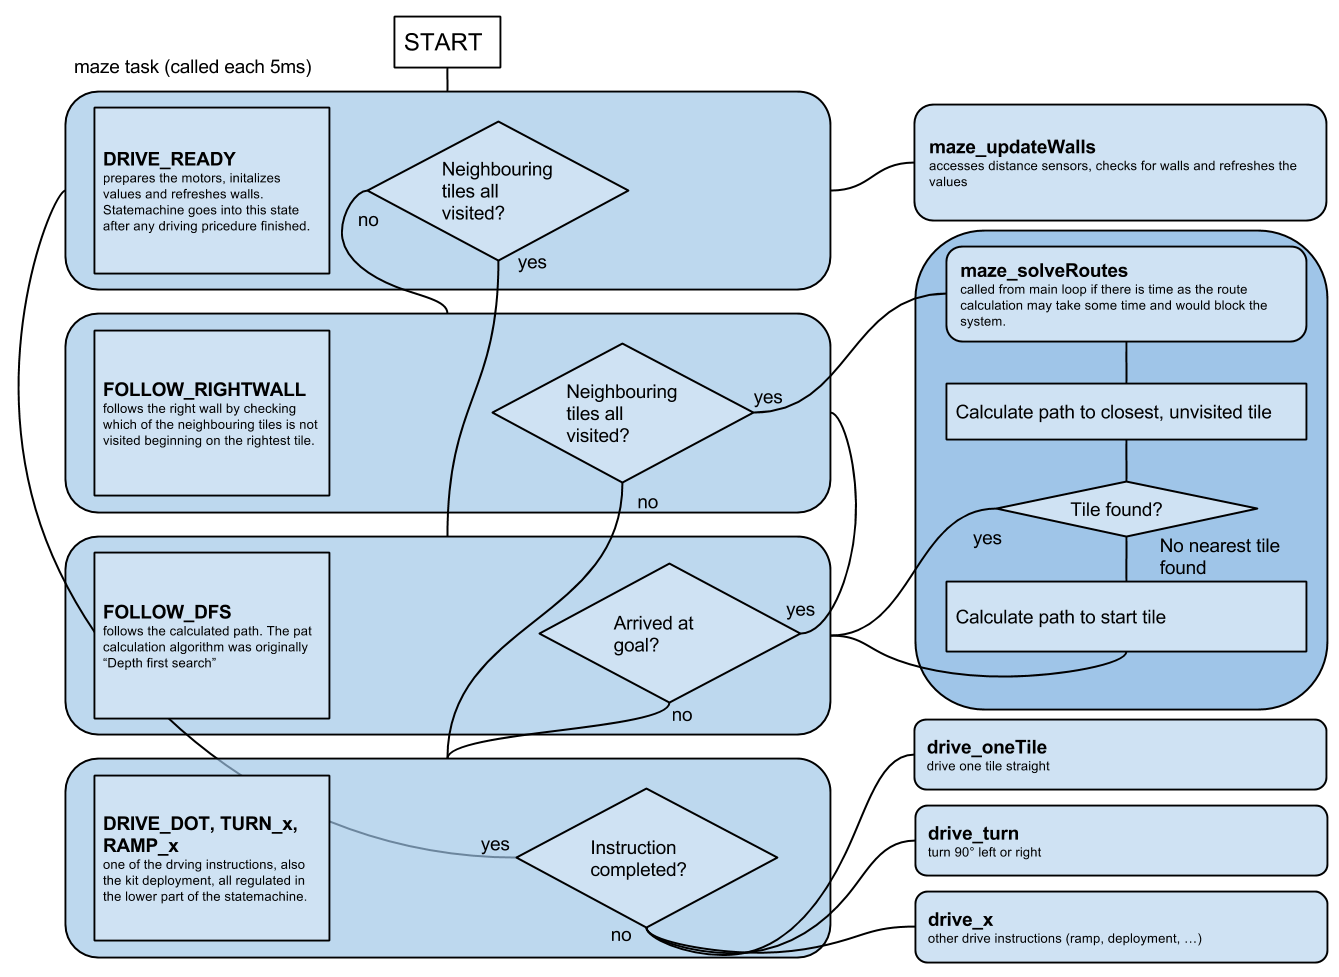 START
maze task (called each 5ms)
DRIVE_READY
prepares the motors, initalizes
values and refreshes walls.
Statemachine goes into this state
after any driving pricedure finished.
Neighbouring
tiles all
visited?
no
yes
maze_updateWalls
accesses distance sensors, checks for walls and refreshes the
values
FOLLOW_RIGHTWALL
follows the right wall by checking
which of the neighbouring tiles is not
visited beginning on the rightest tile.
Neighbouring
tiles all
visited?
yes
no
maze_solveRoutes
called from main loop if there is time as the route
calculation may take some time and would block the
system.
Calculate path to closest, unvisited tile
Tile found?
yes
No nearest tile
found
Calculate path to start tile
FOLLOW_DFS
follows the calculated path. The pat
calculation algorithm was originally
“Depth first search”
Arrived at
goal?
yes
no
DRIVE_DOT, TURN_x,
RAMP_x
one of the drving instructions, also
the kit deployment, all regulated in
the lower part of the statemachine.
yes
Instruction
completed?
no
drive_oneTile
drive one tile straight
drive_turn
turn 90° left or right
drive_x
other drive instructions (ramp, deployment, …)